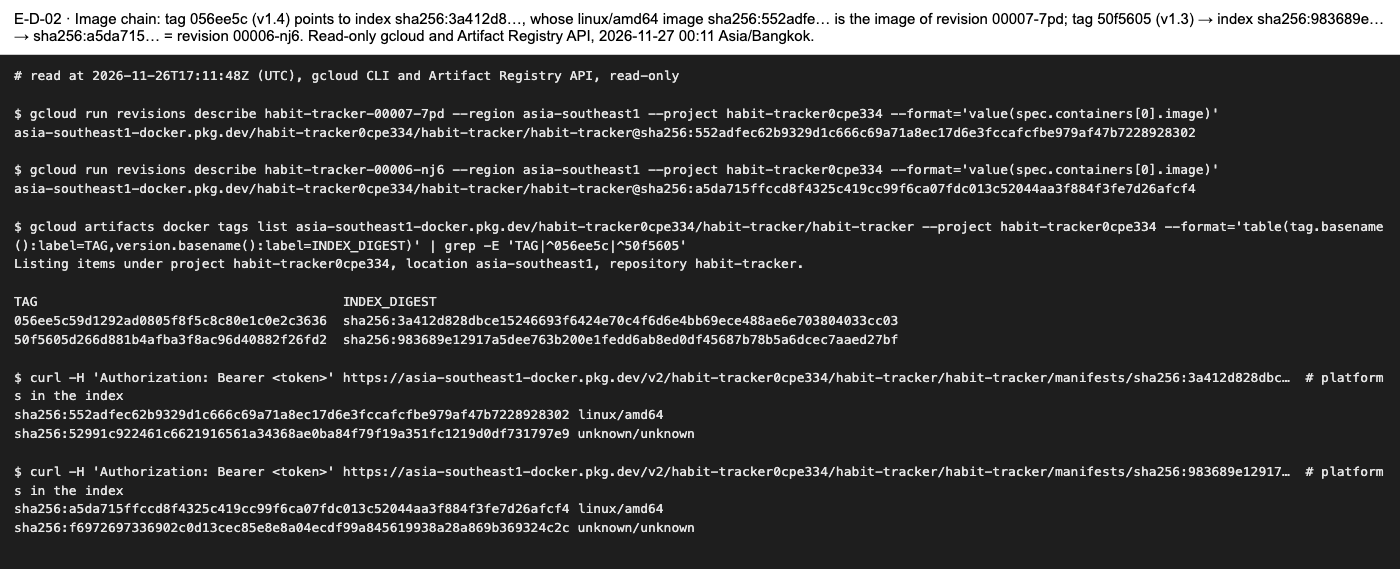 E-D-02 · Image chain: tag 056ee5c (v1.4) points to index sha256:3a412d8…, whose linux/amd64 image sha256:552adfe… is the image of revision 00007-7pd; tag 50f5605 (v1.3) → index sha256:983689e…
→ sha256:a5da715… = revision 00006-nj6. Read-only gcloud and Artifact Registry API, 2026-11-27 00:11 Asia/Bangkok.
# read at 2026-11-26T17:11:48Z (UTC), gcloud CLI and Artifact Registry API, read-only
$ gcloud run revisions describe habit-tracker-00007-7pd --region asia-southeast1 --project habit-tracker0cpe334 --format='value(spec.containers[0].image)'
asia-southeast1-docker.pkg.dev/habit-tracker0cpe334/habit-tracker/habit-tracker@sha256:552adfec62b9329d1c666c69a71a8ec17d6e3fccafcfbe979af47b7228928302
$ gcloud run revisions describe habit-tracker-00006-nj6 --region asia-southeast1 --project habit-tracker0cpe334 --format='value(spec.containers[0].image)'
asia-southeast1-docker.pkg.dev/habit-tracker0cpe334/habit-tracker/habit-tracker@sha256:a5da715ffccd8f4325c419cc99f6ca07fdc013c52044aa3f884f3fe7d26afcf4
$ gcloud artifacts docker tags list asia-southeast1-docker.pkg.dev/habit-tracker0cpe334/habit-tracker/habit-tracker --project habit-tracker0cpe334 --format='table(tag.basename
():label=TAG,version.basename():label=INDEX_DIGEST)' | grep -E 'TAG|^056ee5c|^50f5605'
Listing items under project habit-tracker0cpe334, location asia-southeast1, repository habit-tracker.
TAG INDEX_DIGEST
056ee5c59d1292ad0805f8f5c8c80e1c0e2c3636 sha256:3a412d828dbce15246693f6424e70c4f6d6e4bb69ece488ae6e703804033cc03
50f5605d266d881b4afba3f8ac96d40882f26fd2 sha256:983689e12917a5dee763b200e1fedd6ab8ed0df45687b78b5a6dcec7aaed27bf
$ curl -H 'Authorization: Bearer <token>' https://asia-southeast1-docker.pkg.dev/v2/habit-tracker0cpe334/habit-tracker/habit-tracker/manifests/sha256:3a412d828dbc… # platform
s in the index
sha256:552adfec62b9329d1c666c69a71a8ec17d6e3fccafcfbe979af47b7228928302 linux/amd64
sha256:52991c922461c6621916561a34368ae0ba84f79f19a351fc1219d0df731797e9 unknown/unknown
$ curl -H 'Authorization: Bearer <token>' https://asia-southeast1-docker.pkg.dev/v2/habit-tracker0cpe334/habit-tracker/habit-tracker/manifests/sha256:983689e12917… # platform
s in the index
sha256:a5da715ffccd8f4325c419cc99f6ca07fdc013c52044aa3f884f3fe7d26afcf4 linux/amd64
sha256:f6972697336902c0d13cec85e8e8a04ecdf99a845619938a28a869b369324c2c unknown/unknown